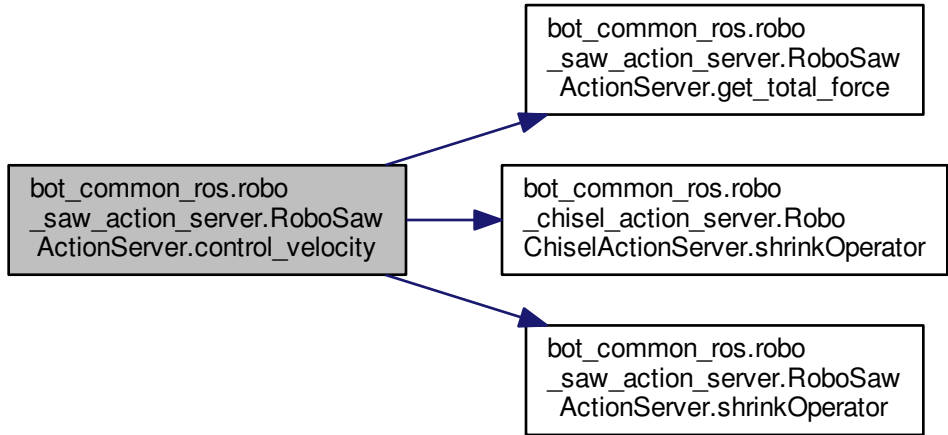 bot_common_ros.robo
_saw_action_server.RoboSaw
ActionServer.get_total_force
bot_common_ros.robo
_saw_action_server.RoboSaw
ActionServer.control_velocity
bot_common_ros.robo
_chisel_action_server.Robo
ChiselActionServer.shrinkOperator
bot_common_ros.robo
_saw_action_server.RoboSaw
ActionServer.shrinkOperator